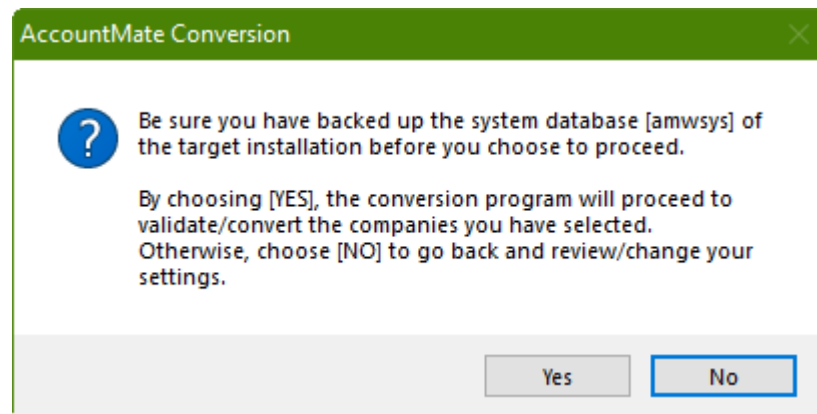 AccountMate Conversion
Be sure you have backed up the system database [amwsys] of
the target installation before you choose to proceed.
By choosing [YES], the conversion program will proceed to
validate/convert the companies you have selected.
Otherwise, choose [NO] to go back and review/change your
settings.
Yes
No